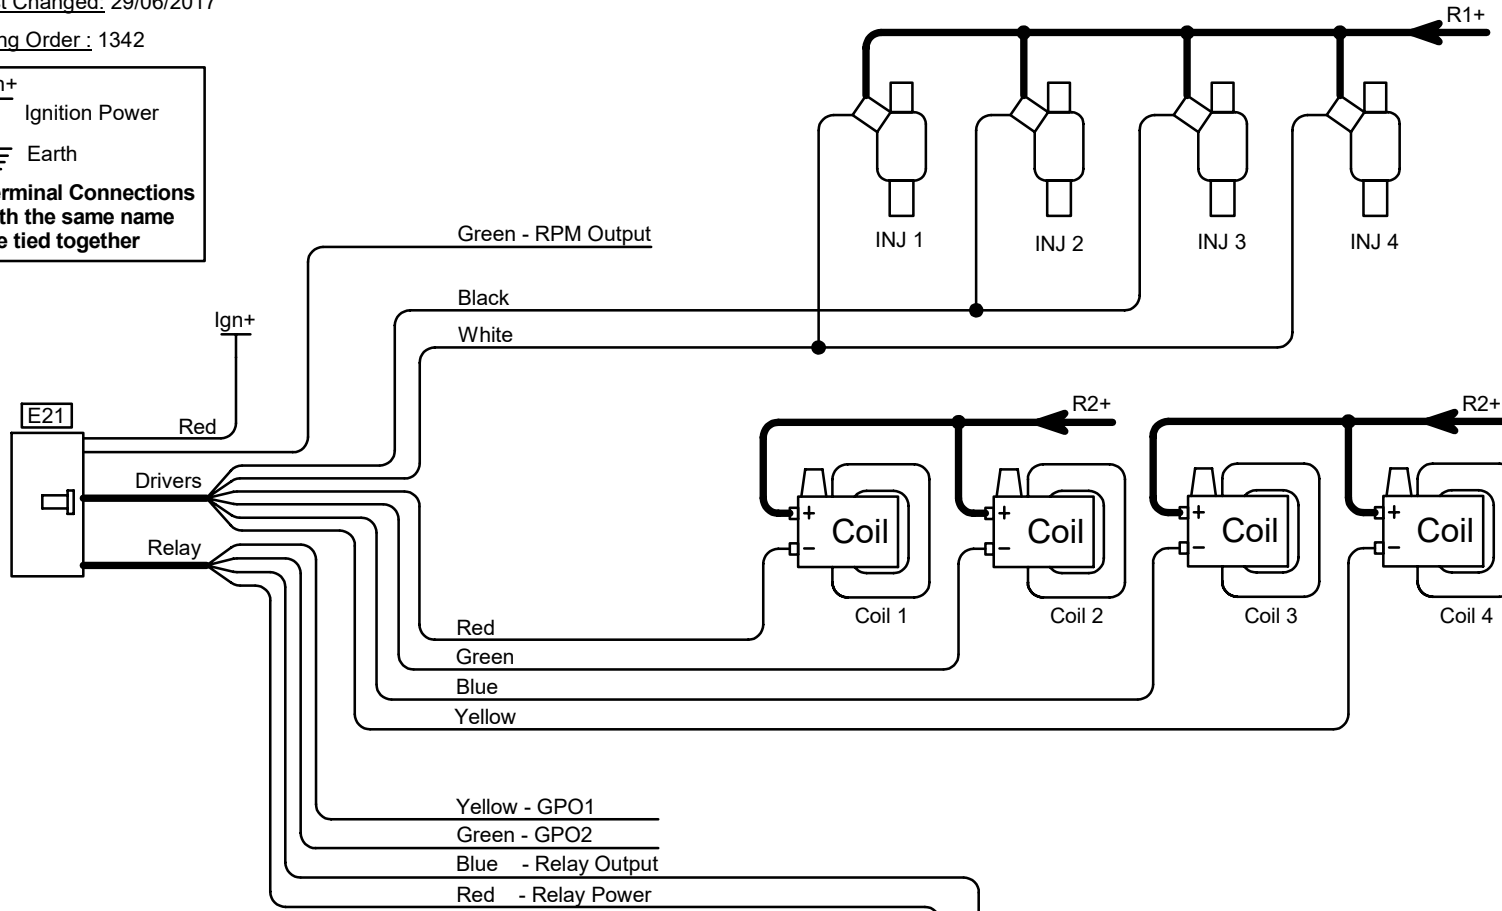 Changed: 29/06/2017
Order : 1342
Ignition Power
Earth
Connections
the same name
tied together
R1+
INJ 1
INJ 2
INJ 3
INJ 4
Green - RPM Output
Black
White
Ign+
E21
Red
Drivers
Relay
R2+
R2+
+
Coil
−
+
Coil
−
+
Coil
−
+
Coil
−
Coil 1
Coil 2
Coil 3
Coil 4
Red
Green
Blue
Yellow
Yellow - GPO1
Green - GPO2
Blue - Relay Output
Red - Relay Power